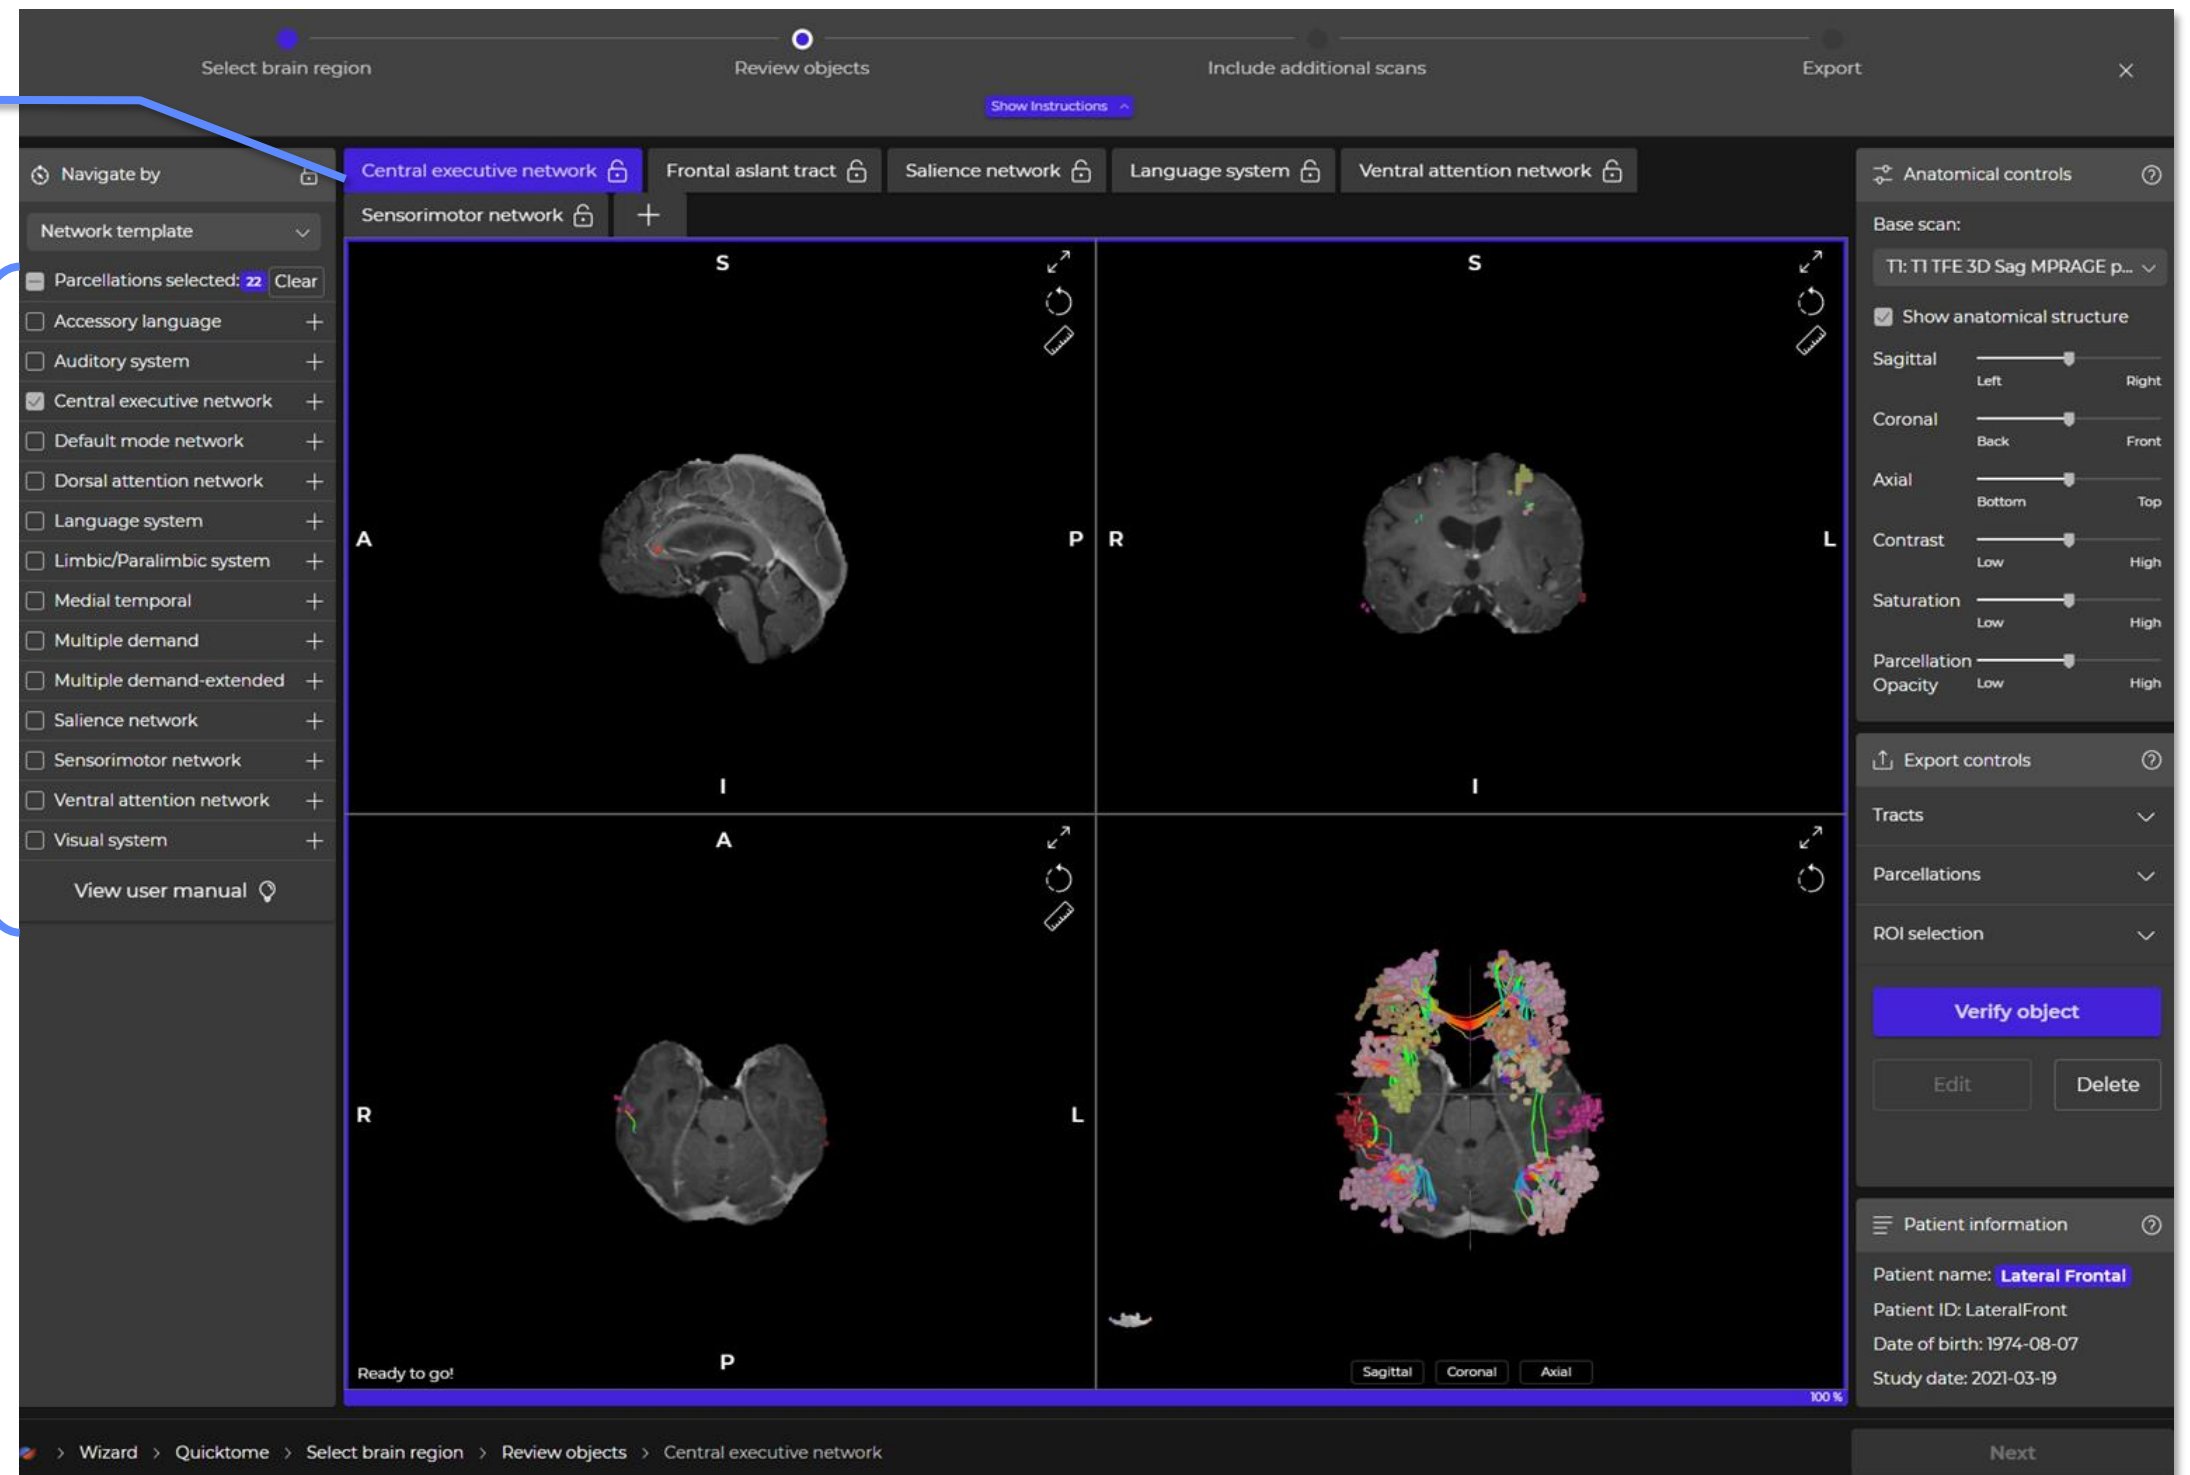 Select brain region
Review objects
Include additional scans
Export
Show Instructions
Navigate by
Network template
Parcellations selected: 22 Clear
Accessory language
Auditory system
Central executive network
Default mode network
Dorsal attention network
Language system
Limbic/Paralimbic system
Medial temporal
Multiple demand
Multiple demand-extended
Salience network
Sensorimotor network
Ventral attention network
Visual system
View user manual
Central executive network
Frontal aslant tract
Salience network
Language system
Ventral attention network
Sensorimotor network
S
A
P
I
S
R
L
I
A
R
L
P
Ready to go!
Sagittal
Coronal
Axial
100 %
Anatomical controls
Base scan:
T1: T1 TFE 3D Sag MPRAGE p...
Show anatomical structure
Sagittal
Left Right
Coronal
Back Front
Axial
Bottom Top
Contrast
Low High
Saturation
Low High
Parcellation
Opacity Low High
Export controls
Tracts
Parcellations
ROI selection
Verify object
Edit
Delete
Patient information
Patient name: Lateral Frontal
Patient ID: LateralFront
Date of birth: 1974-08-07
Study date: 2021-03-19
> Wizard > Quicktome > Select brain region > Review objects > Central executive network
Next